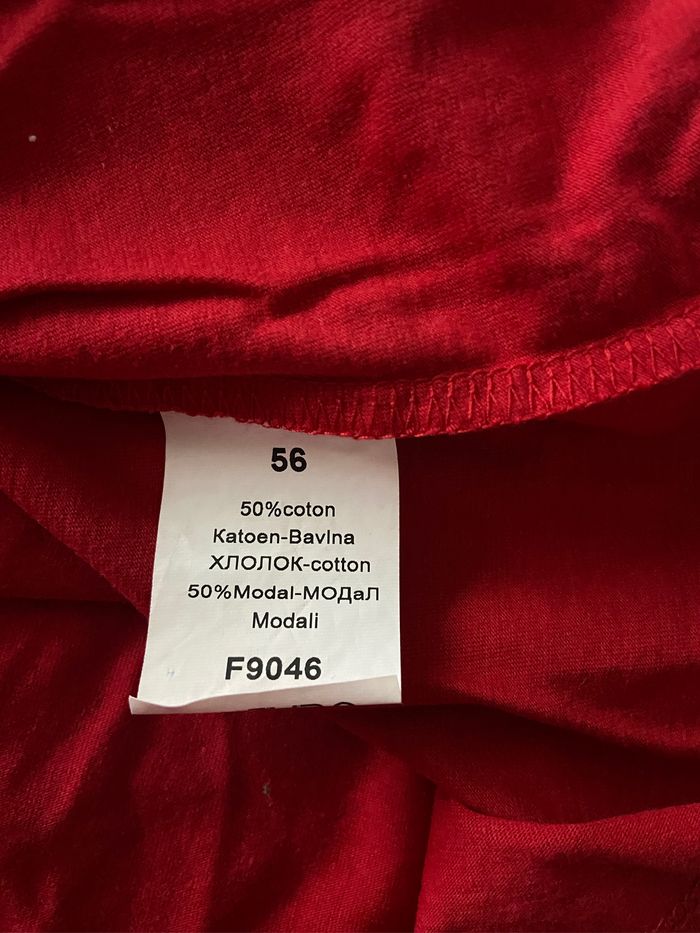 56
50%coton
Katoen-Bavlna
ХЛОЛОК-cotton
50%Modal-МОДаЛ
Modali
F9046